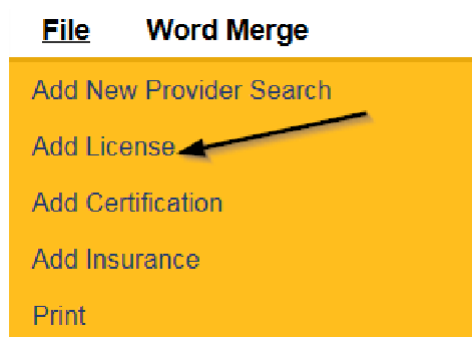 File Word Merge
Add New Provider Search
Add License
Add Certification
Add Insurance
Print